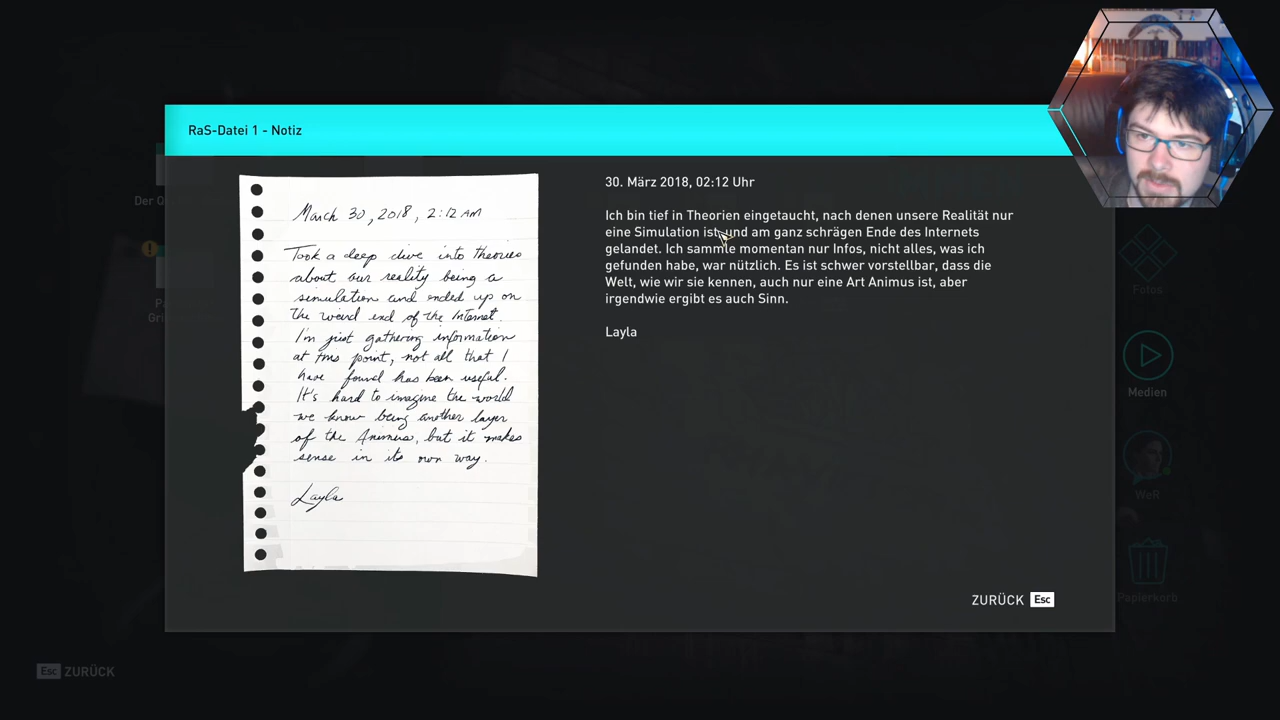 RaS-Datei 1 - Notiz
March 30, 2018, 2:12 AM
Took a deep dive into theories
about our reality being a
simulation and ended up on
the weird end of the Internet.
I'm just gathering information
at this point, not all that I
have found has been useful.
It's hard to imagine the world
we know being another layer
of the Animus, but it makes
sense in its own way.
Layla
30. März 2018, 02:12 Uhr
Ich bin tief in Theorien eingetaucht, nach denen unsere Realität nur
eine Simulation ist, und am ganz schrägen Ende des Internets
gelandet. Ich sammle momentan nur Infos, nicht alles, was ich
gefunden habe, war nützlich. Es ist schwer vorstellbar, dass die
Welt, wie wir sie kennen, auch nur eine Art Animus ist, aber
irgendwie ergibt es auch Sinn.
Layla
Fotos
Medien
WeR
Papierkorb
ZURÜCK Esc
Esc ZURÜCK